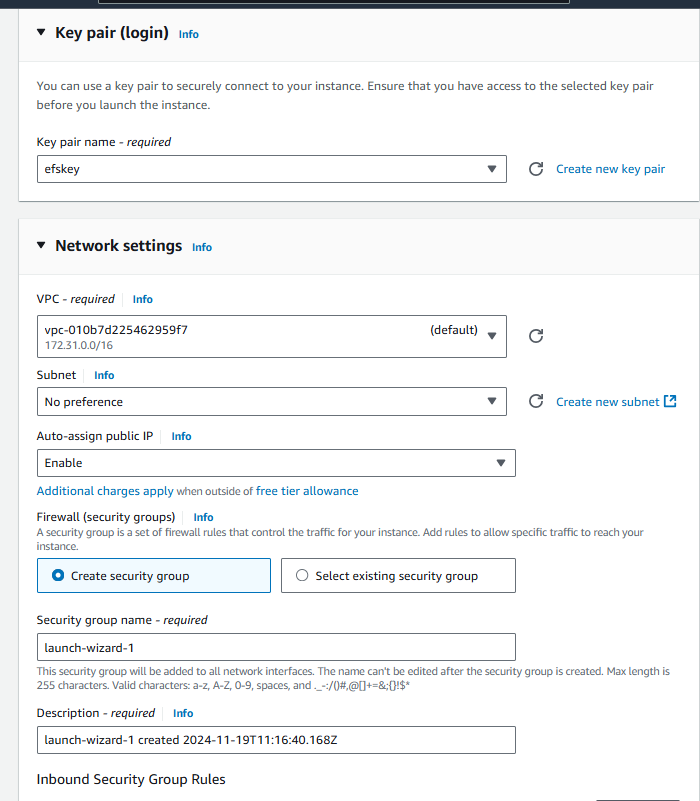 Key pair (login) Info
You can use a key pair to securely connect to your instance. Ensure that you have access to the selected key pair
before you launch the instance.
Key pair name - required
efskey
Create new key pair
Network settings Info
VPC - required Info
vpc-010b7d225462959f7 (default)
172.31.0.0/16
Subnet Info
No preference
Create new subnet
Auto-assign public IP Info
Enable
Additional charges apply when outside of free tier allowance
Firewall (security groups) Info
A security group is a set of firewall rules that control the traffic for your instance. Add rules to allow specific traffic to reach your
instance.
Create security group
Select existing security group
Security group name - required
launch-wizard-1
This security group will be added to all network interfaces. The name can't be edited after the security group is created. Max length is
255 characters. Valid characters: a-z, A-Z, 0-9, spaces, and ._-:/()#,@[]+=&;{}!$*
Description - required Info
launch-wizard-1 created 2024-11-19T11:16:40.168Z
Inbound Security Group Rules